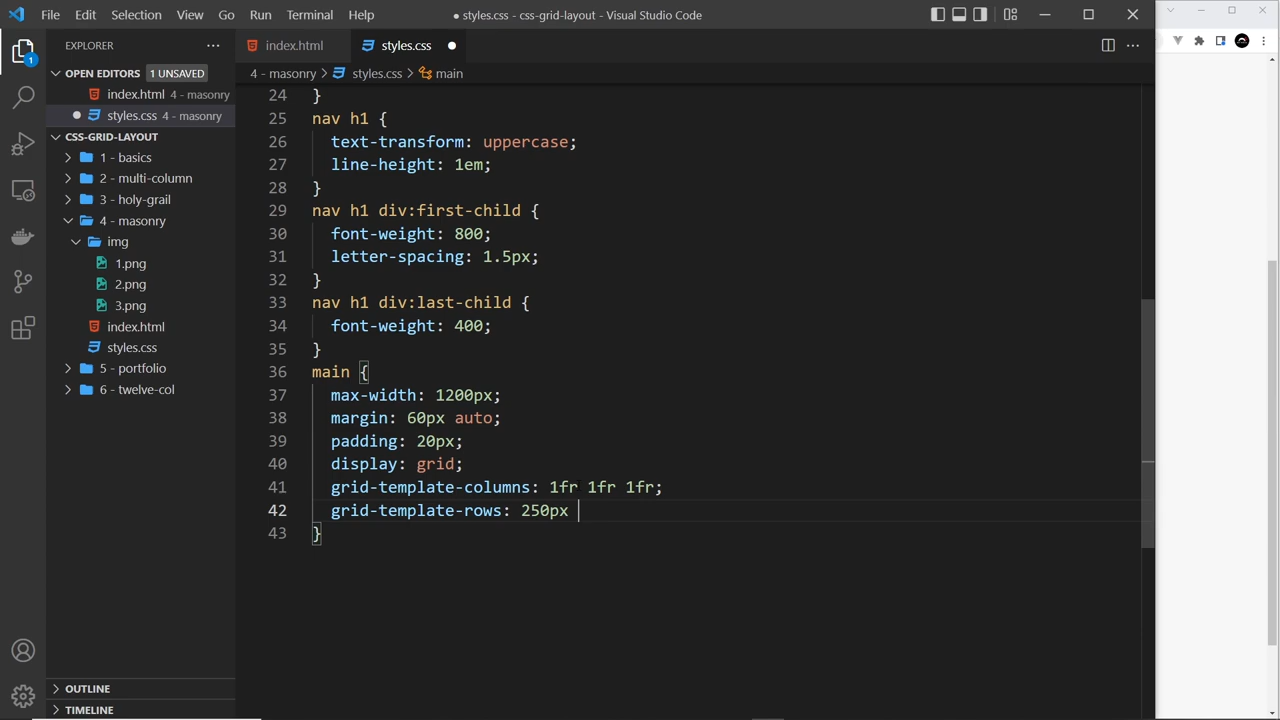 File Edit Selection View Go Run Terminal Help
● styles.css - css-grid-layout - Visual Studio Code
EXPLORER
index.html
styles.css
OPEN EDITORS 1 UNSAVED
index.html 4 - masonry
styles.css 4 - masonry
CSS-GRID-LAYOUT
1 - basics
2 - multi-column
3 - holy-grail
4 - masonry
img
1.png
2.png
3.png
index.html
styles.css
5 - portfolio
6 - twelve-col
OUTLINE
TIMELINE
1
4 - masonry > styles.css > main
24 }
25 nav h1 {
26 text-transform: uppercase;
27 line-height: 1em;
28 }
29 nav h1 div:first-child {
30 font-weight: 800;
31 letter-spacing: 1.5px;
32 }
33 nav h1 div:last-child {
34 font-weight: 400;
35 }
36 main {
37 max-width: 1200px;
38 margin: 60px auto;
39 padding: 20px;
40 display: grid;
41 grid-template-columns: 1fr 1fr 1fr;
42 grid-template-rows: 250px
43 }